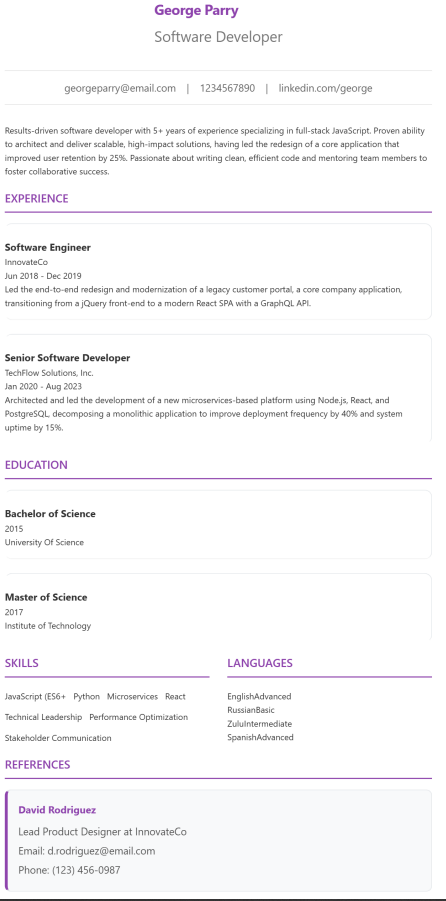 George Parry
Software Developer
georgeparry@email.com | 1234567890 | linkedin.com/george
Results-driven software developer with 5+ years of experience specializing in full-stack JavaScript. Proven ability
to architect and deliver scalable, high-impact solutions, having led the redesign of a core application that
improved user retention by 25%. Passionate about writing clean, efficient code and mentoring team members to
foster collaborative success.
EXPERIENCE
Software Engineer
InnovateCo
Jun 2018 - Dec 2019
Led the end-to-end redesign and modernization of a legacy customer portal, a core company application,
transitioning from a jQuery front-end to a modern React SPA with a GraphQL API.
Senior Software Developer
TechFlow Solutions, Inc.
Jan 2020 - Aug 2023
Architected and led the development of a new microservices-based platform using Node.js, React, and
PostgreSQL, decomposing a monolithic application to improve deployment frequency by 40% and system
uptime by 15%.
EDUCATION
Bachelor of Science
2015
University Of Science
Master of Science
2017
Institute of Technology
SKILLS
JavaScript (ES6+ Python Microservices React
Technical Leadership Performance Optimization
Stakeholder Communication
LANGUAGES
EnglishAdvanced
RussianBasic
ZuluIntermediate
SpanishAdvanced
REFERENCES
David Rodriguez
Lead Product Designer at InnovateCo
Email: d.rodriguez@email.com
Phone: (123) 456-0987